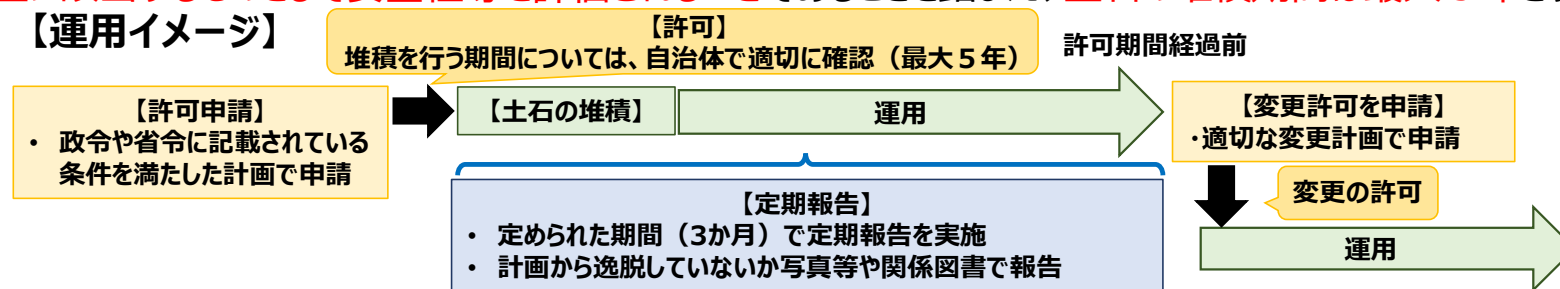 【運用イメージ】
【許可】
堆積を行う期間については、自治体で適切に確認（最大５年）
許可期間経過前
【許可申請】
• 政令や省令に記載されている
条件を満たした計画で申請
【土石の堆積】
運用
【変更許可を申請】
・適切な変更計画で申請
変更の許可
【定期報告】
• 定められた期間（3か月）で定期報告を実施
• 計画から逸脱していないか写真等や関係図書で報告
運用